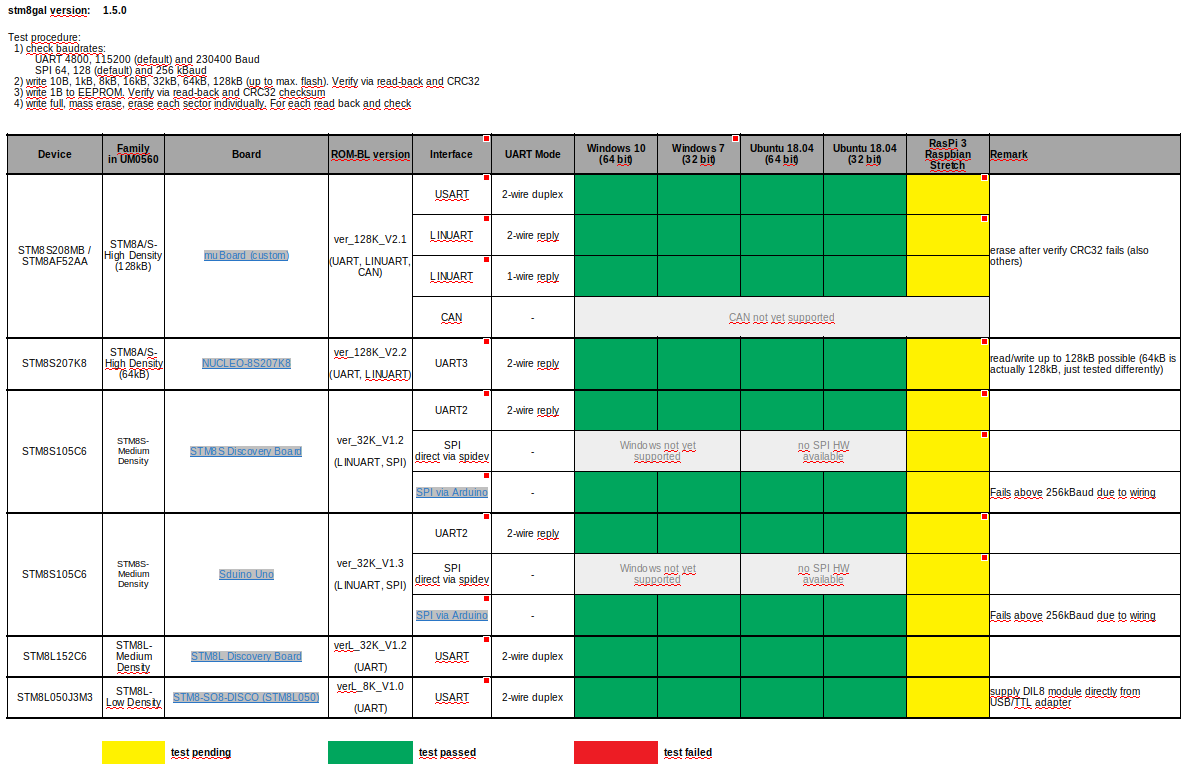 stm8gal version: 1.5.0
Test procedure:
1) check baudrates:
UART 4800, 115200 (default) and 230400 Baud
SPI 64, 128 (default) and 256 kBaud
2) write 10B, 1kB, 8kB, 16kB, 32kB, 64kB, 128kB (up to max. flash). Verify via read-back and CRC32
3) write 1B to EEPROM. Verify via read-back and CRC32 checksum
4) write full, mass erase, erase each sector individually. For each read back and check
Device
Family
in UM0560
Board
ROM-BL version
Interface
UART Mode
Windows 10
(64 bit)
Windows 7
(32 bit)
Ubuntu 18.04
(64 bit)
Ubuntu 18.04
(32 bit)
RasPi 3
Raspbian
Stretch
Remark
STM8S208MB /
STM8AF52AA
STM8A/S-
High Density
(128kB)
muBoard (custom)
ver_128K_V2.1
(UART, LINUART,
CAN)
USART
2-wire duplex
LINUART
2-wire reply
LINUART
1-wire reply
CAN
-
CAN not yet supported
erase after verify CRC32 fails (also
others)
STM8S207K8
STM8A/S-
High Density
(64kB)
NUCLEO-8S207K8
ver_128K_V2.2
(UART, LINUART)
UART3
2-wire reply
read/write up to 128kB possible (64kB is
actually 128kB, just tested differently)
STM8S105C6
STM8S-
Medium
Density
STM8S Discovery Board
ver_32K_V1.2
(LINUART, SPI)
UART2
2-wire reply
SPI
direct via spidev
-
Windows not yet
supported
no SPI HW
available
SPI via Arduino
-
Fails above 256kBaud due to wiring
STM8S105C6
STM8S-
Medium
Density
Sduino Uno
ver_32K_V1.3
(LINUART, SPI)
UART2
2-wire reply
SPI
direct via spidev
-
Windows not yet
supported
no SPI HW
available
SPI via Arduino
-
Fails above 256kBaud due to wiring
STM8L152C6
STM8L-
Medium
Density
STM8L Discovery Board
verL_32K_V1.2
(UART)
USART
2-wire duplex
STM8L050J3M3
STM8L-
Low Density
STM8-SO8-DISCO (STM8L050)
verL_8K_V1.0
(UART)
USART
2-wire duplex
supply DIL8 module directly from
USB/TTL adapter
test pending
test passed
test failed